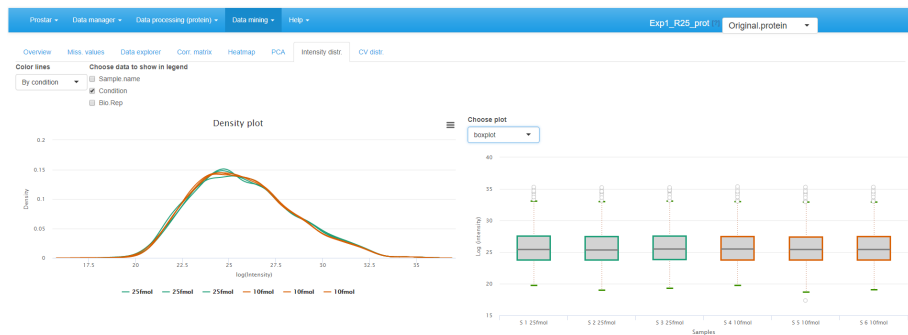 Prostar Data manager Data processing (protein) Data mining Help Exp1_R25_prot Original.protein
Overview Miss. values Data explorer Corr. matrix Heatmap PCA Intensity distr. CV distr.
Color lines Choose data to show in legend
By condition Sample.name
Condition
Bio.Rep
Density plot
0.2
0.15
0.1
0.05
0
Density
17.5 20 22.5 25 27.5 30 32.5 35
log(Intensity)
25fmol 25fmol 25fmol 10fmol 10fmol 10fmol
Choose plot
boxplot
40
35
30
25
20
15
Log (intensity)
S 1 25fmol S 2 25fmol S 3 25fmol S 4 10fmol S 5 10fmol S 6 10fmol
Samples